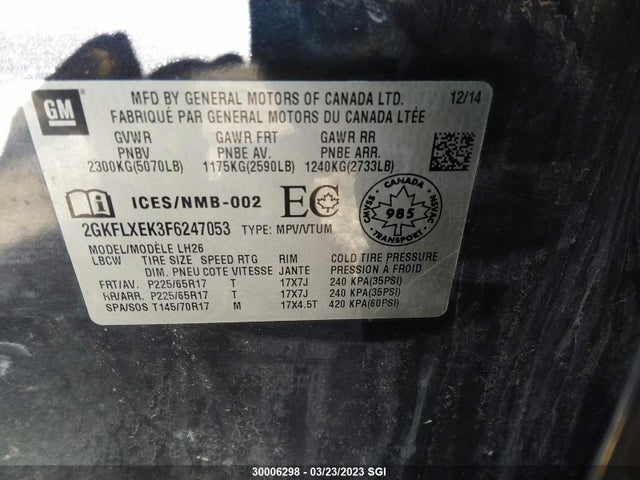 GM
MFD BY GENERAL MOTORS OF CANADA LTD. 12/14
FABRIQUÉ PAR GENERAL MOTORS DU CANADA LTÉE
GVWR GAWR FRT GAWR RR
PNBV PNBE AV. PNBE ARR.
2300KG(5070LB) 1175KG(2590LB) 1240KG(2733LB)
i ICES/NMB-002 EC
CANADA
CMVSS 985 NSVAC
TRANSPORT
2GKFLXEK3F6247053 TYPE: MPV/VTUM
MODEL/MODÈLE LH26
LBCW TIRE SIZE SPEED RTG RIM COLD TIRE PRESSURE
DIM. PNEU COTE VITESSE JANTE PRESSION À FROID
FRT/AV. P225/65R17 T 17X7J 240 KPA(35PSI)
RR/ARR. P225/65R17 T 17X7J 240 KPA(35PSI)
SPA/SOS T145/70R17 M 17X4.5T 420 KPA(60PSI)
30006298 - 03/23/2023 SGI